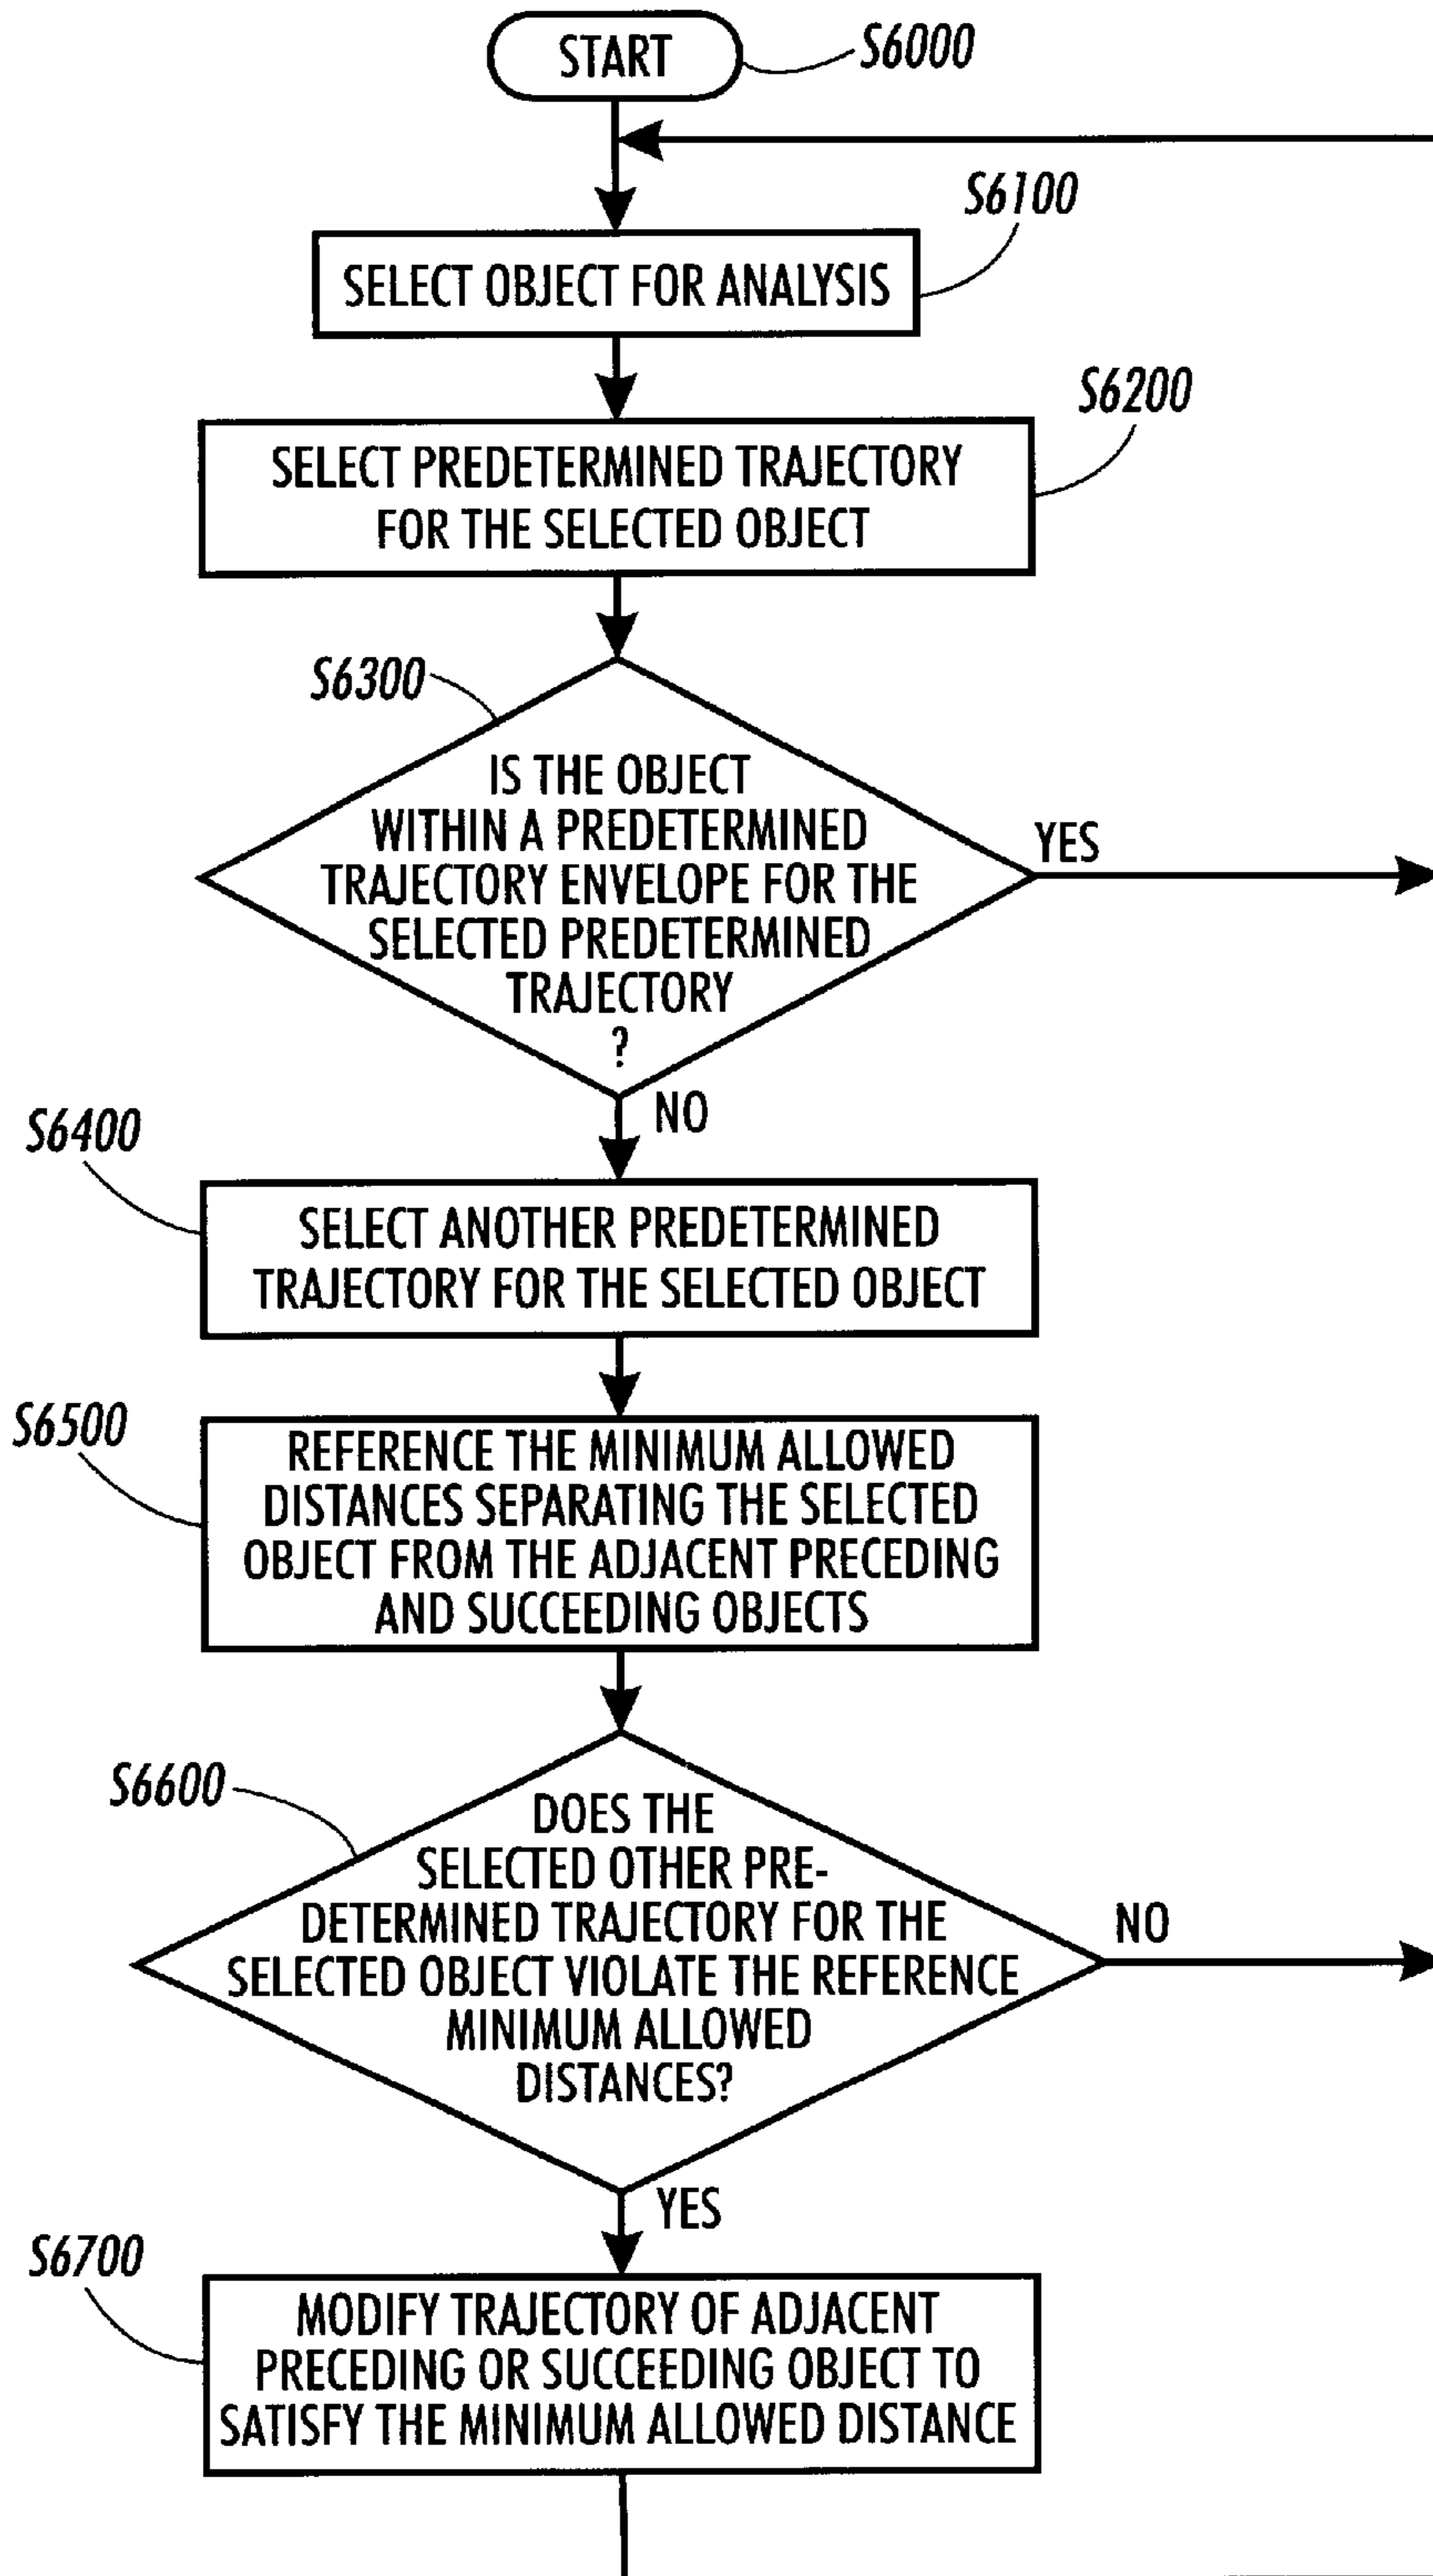 START
S6000
S6100
SELECT OBJECT FOR ANALYSIS
S6200
SELECT PREDETERMINED TRAJECTORY
FOR THE SELECTED OBJECT
S6300
IS THE OBJECT
WITHIN A PREDETERMINED
TRAJECTORY ENVELOPE FOR THE
SELECTED PREDETERMINED
TRAJECTORY
?
YES
NO
S6400
SELECT ANOTHER PREDETERMINED
TRAJECTORY FOR THE SELECTED OBJECT
S6500
REFERENCE THE MINIMUM ALLOWED
DISTANCES SEPARATING THE SELECTED
OBJECT FROM THE ADJACENT PRECEDING
AND SUCCEEDING OBJECTS
S6600
DOES THE
SELECTED OTHER PRE-
DETERMINED TRAJECTORY FOR THE
SELECTED OBJECT VIOLATE THE REFERENCE
MINIMUM ALLOWED
DISTANCES?
NO
YES
S6700
MODIFY TRAJECTORY OF ADJACENT
PRECEDING OR SUCCEEDING OBJECT TO
SATISFY THE MINIMUM ALLOWED DISTANCE